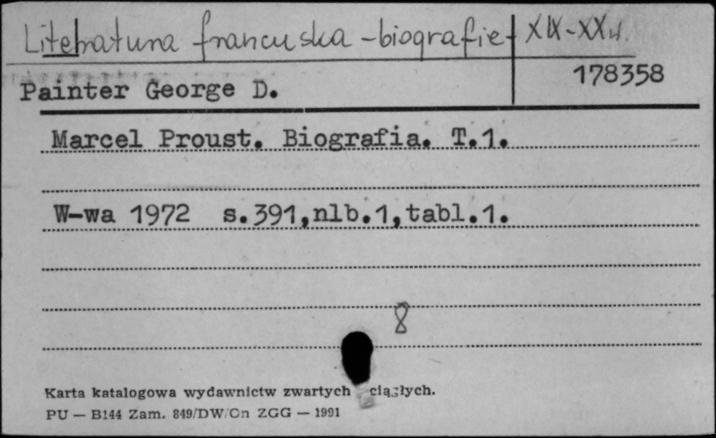 Literatura francuska - biografie - XIX-XXw.
178358
Painter George D.
Marcel Proust. Biografia. T.1.
W-wa 1972 s.391,nlb.1,tabl.1.
8
Karta katalogowa wydawnictw zwartych ciągłych.
PU — B144 Zam. 849/DW/Cn ZGG — 1991